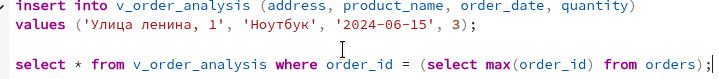 insert into v_order_analysis (address, product_name, order_date, quantity)
values ('Улица ленина, 1', 'Ноутбук', '2024-06-15', 3);
select * from v_order_analysis where order_id = (select max(order_id) from orders);